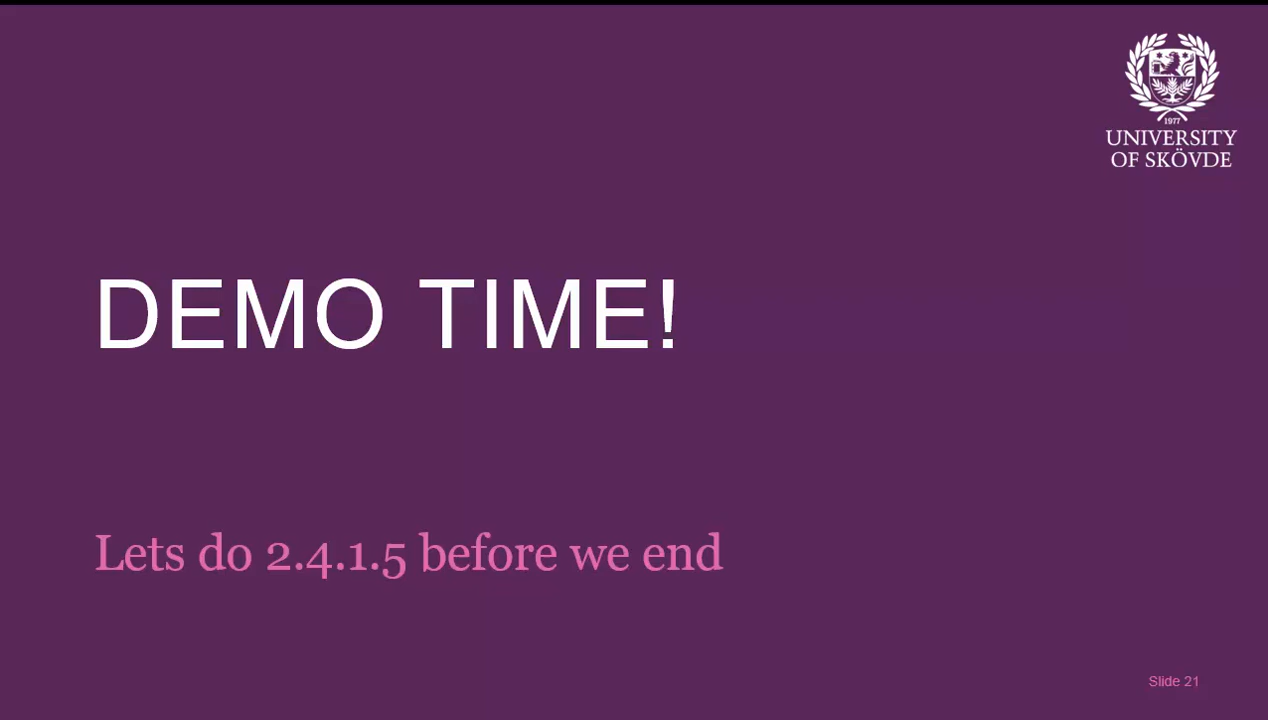 1977
UNIVERSITY
OF SKÖVDE
DEMO TIME!
Lets do 2.4.1.5 before we end
Slide 21